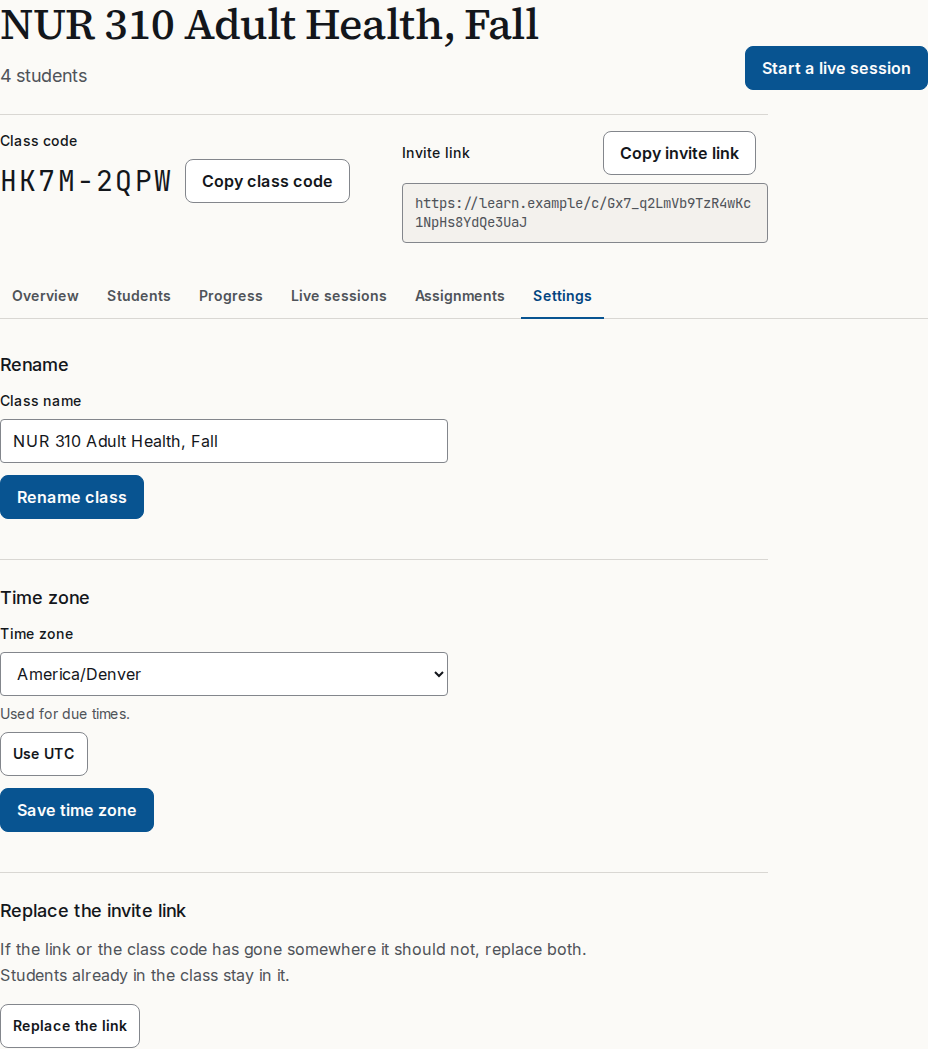 NUR 310 Adult Health, Fall
4 students
Start a live session
Class code
HK7M-2QPW
Copy class code
Invite link
Copy invite link
https://learn.example/c/Gx7_q2LmVb9TzR4wKc
1NpHs8YdQe3UaJ
Overview
Students
Progress
Live sessions
Assignments
Settings
Rename
Class name
NUR 310 Adult Health, Fall
Rename class
Time zone
Time zone
America/Denver
Used for due times.
Use UTC
Save time zone
Replace the invite link
If the link or the class code has gone somewhere it should not, replace both.
Students already in the class stay in it.
Replace the link